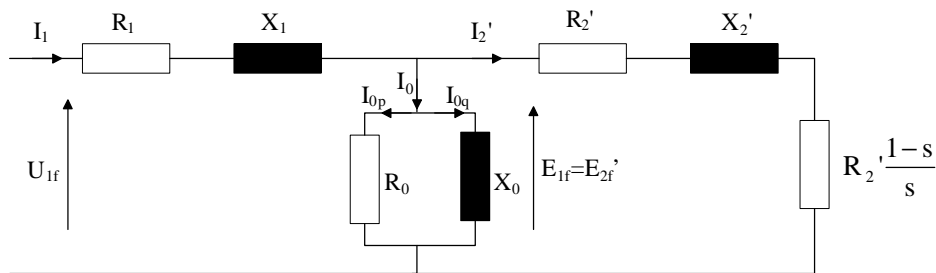 I₁
R₁
X₁
I₂'
R₂'
X₂'
I₀
I₀ₚ
I0q
U1f
R₀
X₀
E1f=E2f'
R₂' (1-s)/s